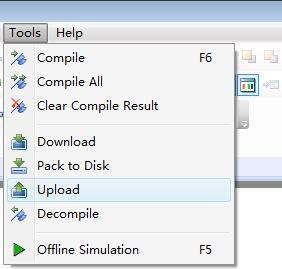 Tools Help
Compile F6
Compile All
Clear Compile Result
Download
Pack to Disk
Upload
Decompile
Offline Simulation F5